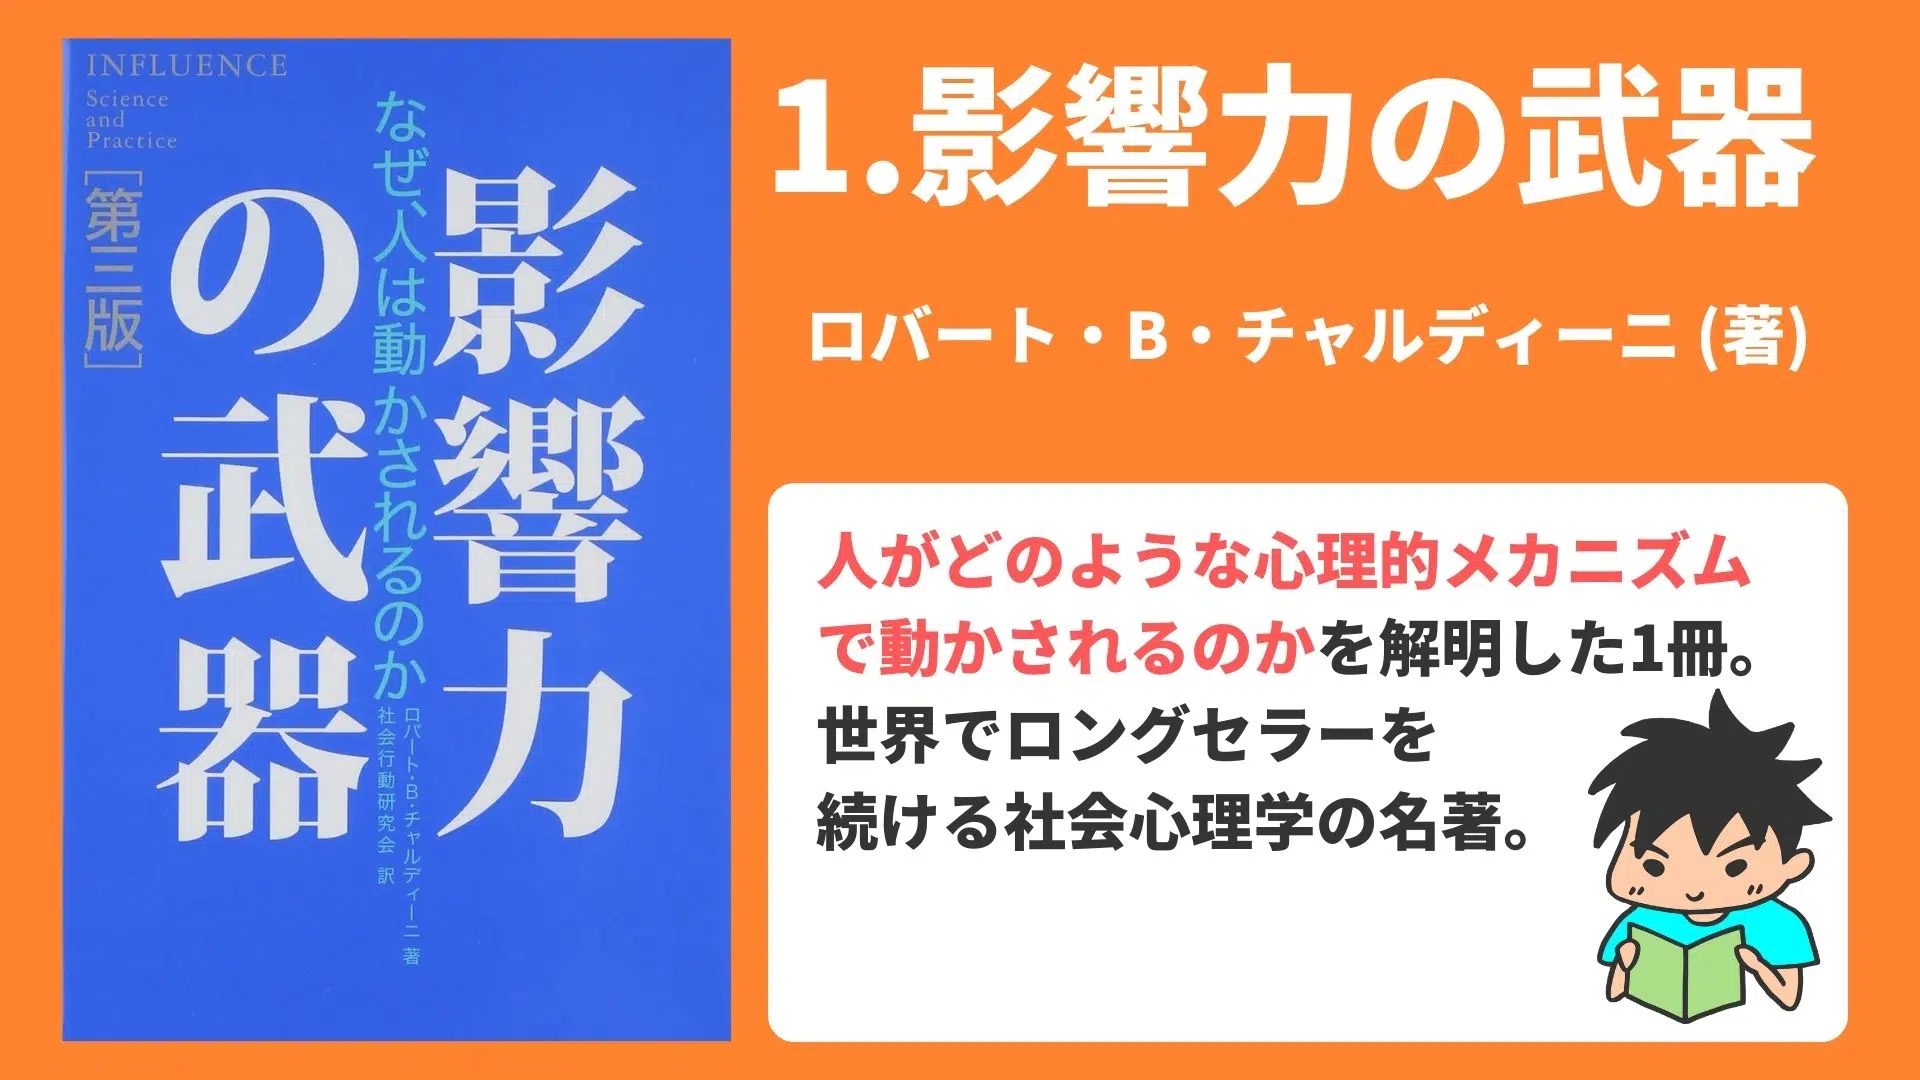 INFLUENCE
Science
and
Practice
[第三版]
影響力
の武器
なぜ、人は動かされるのか
ロバート・B・チャルディーニ 著
社会行動研究会 訳
1.影響力の武器
ロバート・B・チャルディーニ (著)
人がどのような心理的メカニズム
で動かされるのかを解明した1冊。
世界でロングセラーを
続ける社会心理学の名著。